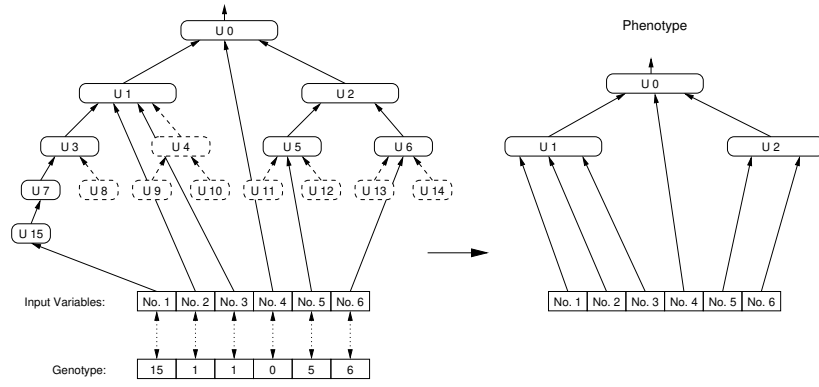 Phenotype
U 0
U 0
U 1
U 2
U 3
U 4
U 5
U 6
U 1
U 2
U 7
U 8
U 9
U 10
U 11
U 12
U 13
U 14
U 15
Input Variables: No. 1 No. 2 No. 3 No. 4 No. 5 No. 6
No. 1 No. 2 No. 3 No. 4 No. 5 No. 6
Genotype: 15 1 1 0 5 6